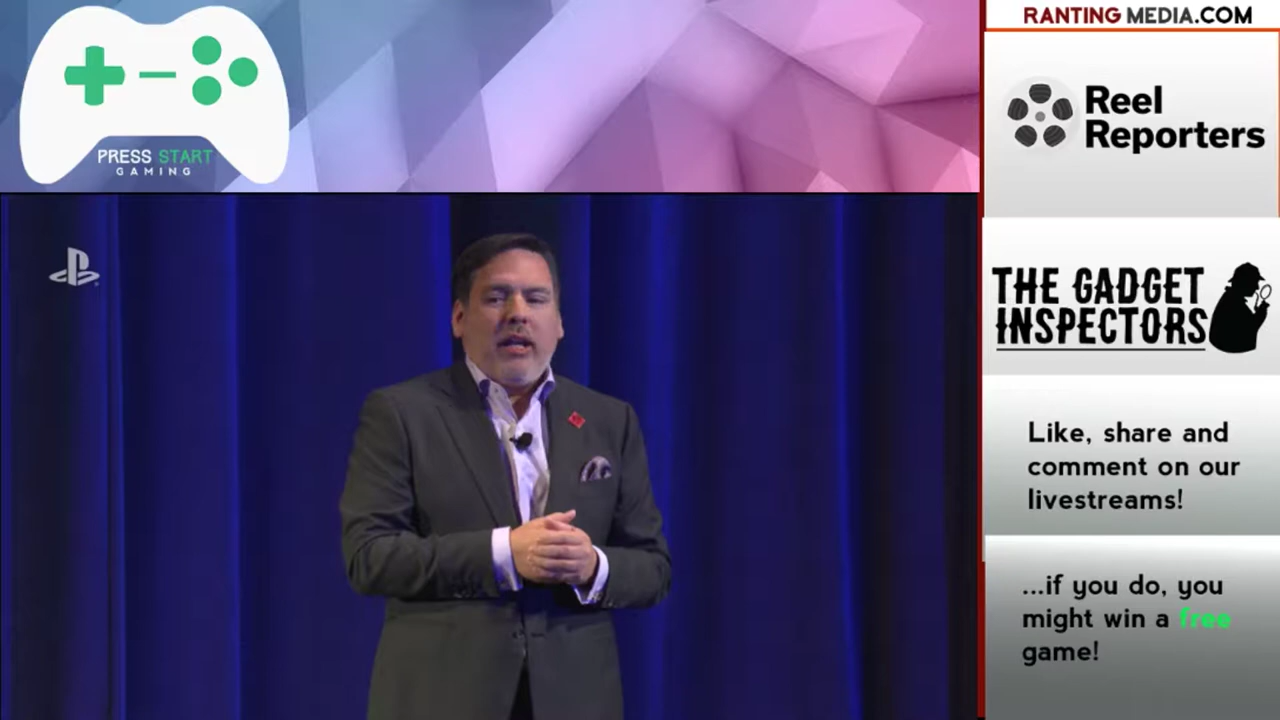 PRESS START
GAMING
RANTING MEDIA.COM
Reel
Reporters
THE GADGET
INSPECTORS
Like, share and
comment on our
livestreams!
...if you do, you
might win a free
game!